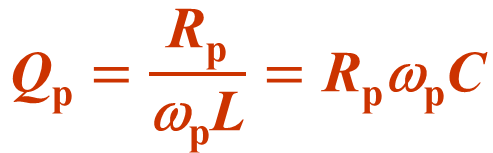 Qₚ = Rₚ / ωₚL = RₚωₚC